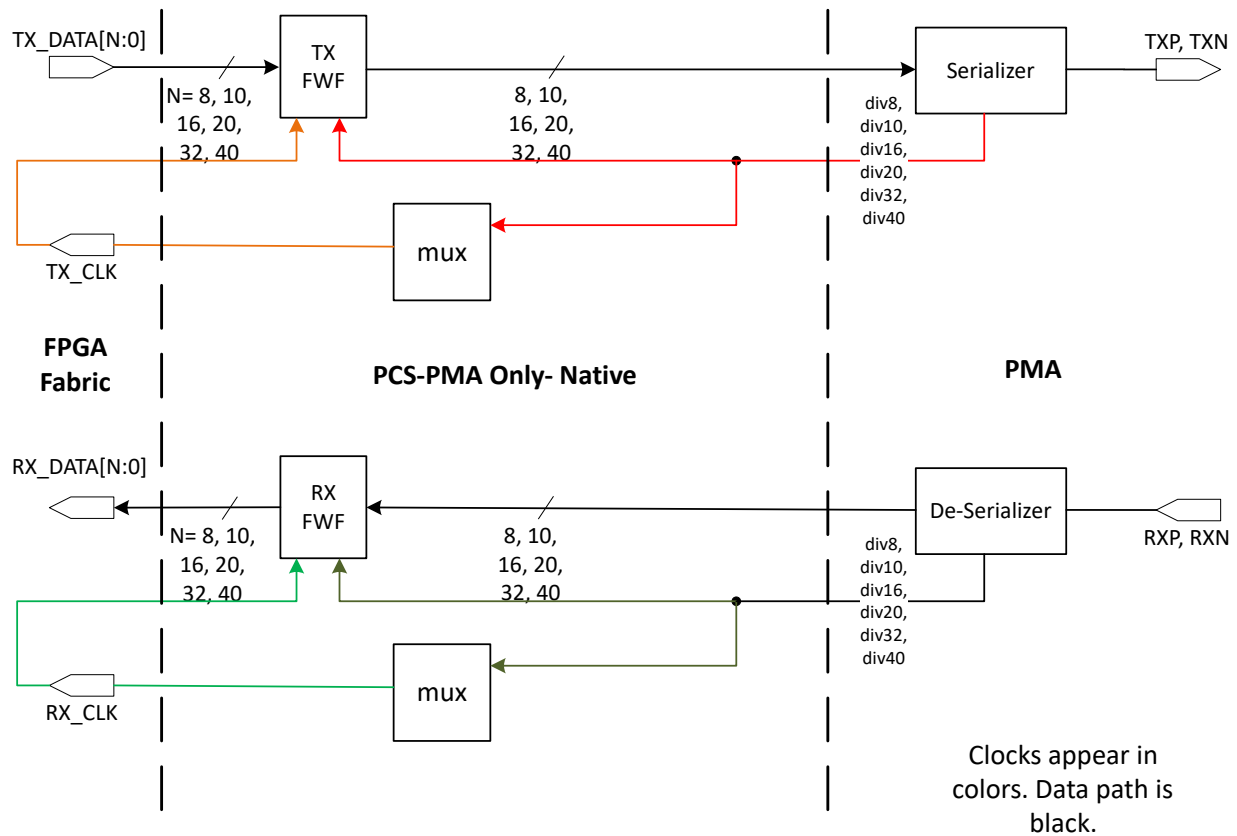 TX_DATA[N:0]
TX
FWF
Serializer
TXP, TXN
N= 8, 10,
16, 20,
32, 40
8, 10,
16, 20,
32, 40
div8,
div10,
div16,
div20,
div32,
div40
mux
TX_CLK
FPGA
Fabric
PCS-PMA Only- Native
PMA
RX_DATA[N:0]
RX
FWF
De-Serializer
RXP, RXN
N= 8, 10,
16, 20,
32, 40
8, 10,
16, 20,
32, 40
div8,
div10,
div16,
div20,
div32,
div40
mux
RX_CLK
Clocks appear in
colors. Data path is
black.